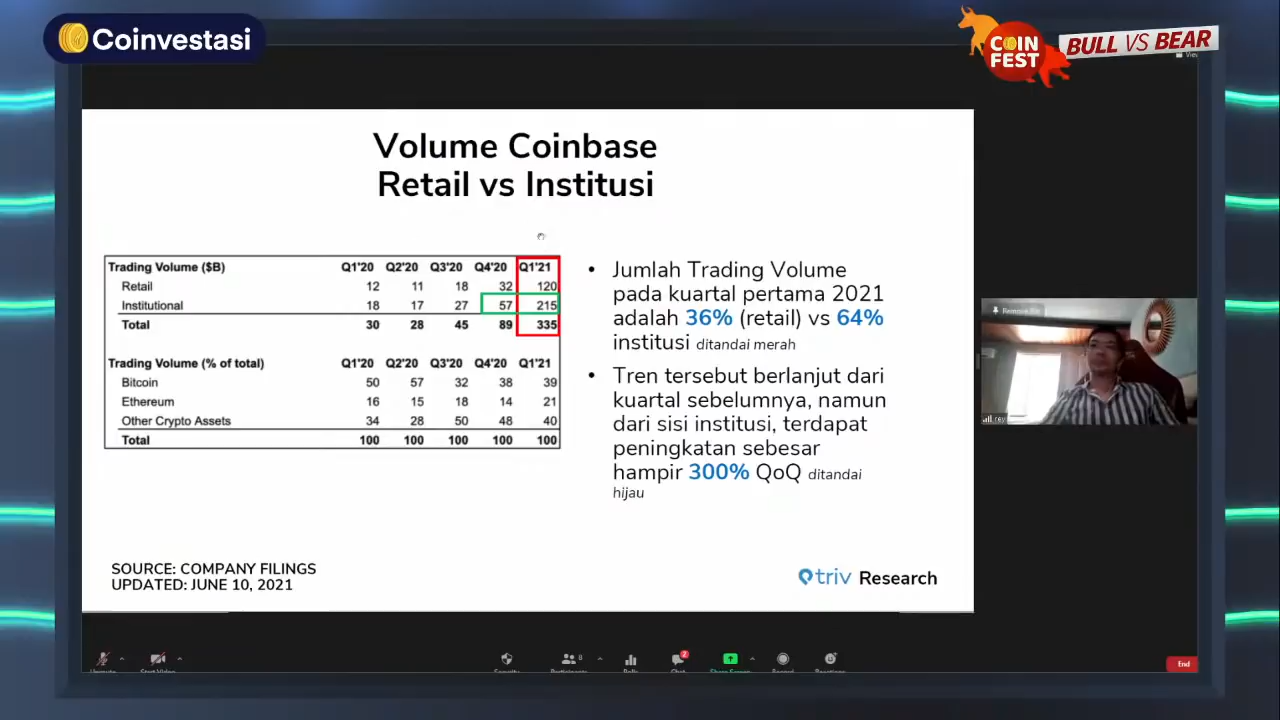 Coinvestasi
COIN
FEST
BULL VS BEAR
View
Volume Coinbase
Retail vs Institusi
Trading Volume ($B) Q1'20 Q2'20 Q3'20 Q4'20 Q1'21
Retail 12 11 18 32 120
Institutional 18 17 27 57 215
Total 30 28 45 89 335
Trading Volume (% of total) Q1'20 Q2'20 Q3'20 Q4'20 Q1'21
Bitcoin 50 57 32 38 39
Ethereum 16 15 18 14 21
Other Crypto Assets 34 28 50 48 40
Total 100 100 100 100 100
• Jumlah Trading Volume
pada kuartal pertama 2021
adalah 36% (retail) vs 64%
institusi ditandai merah
• Tren tersebut berlanjut dari
kuartal sebelumnya, namun
dari sisi institusi, terdapat
peningkatan sebesar
hampir 300% QoQ ditandai
hijau
SOURCE: COMPANY FILINGS
UPDATED: JUNE 10, 2021
triv Research
rey
8
2
End